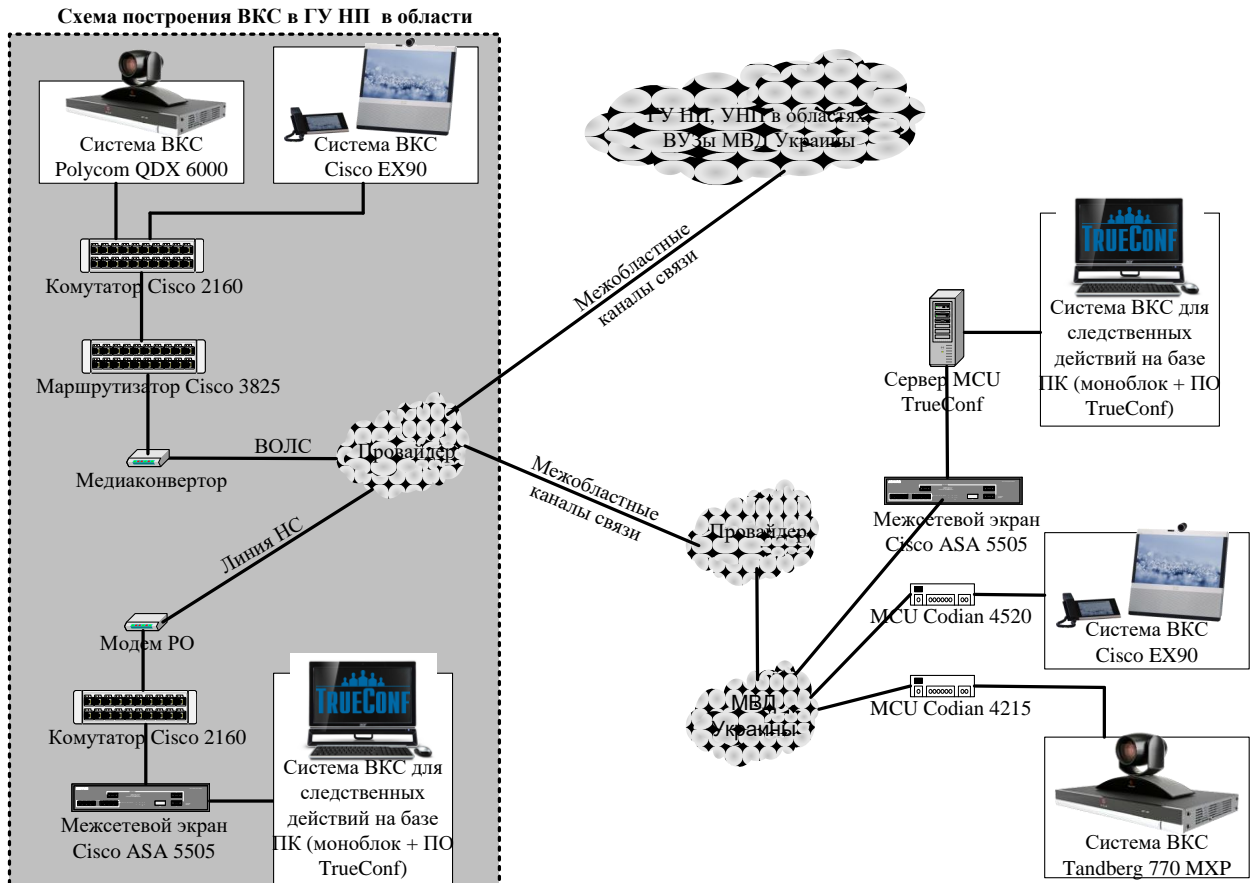 Схема построения ВКС в ГУ НП в области
Система ВКС
Polycom QDX 6000
Система ВКС
Cisco EX90
Комутатор Cisco 2160
Маршрутизатор Cisco 3825
Медиаконвертор
ВОЛС
Провайдер
Линия НС
Модем РО
Комутатор Cisco 2160
Межсетевой экран
Cisco ASA 5505
TRUECONF
Система ВКС для
следственных
действий на базе
ПК (моноблок + ПО
TrueConf)
ГУ НП, УНП в областях
ВУЗы МВД Украины
Межобластные
каналы связи
Межобластные
каналы связи
Провайдер
МВД
Украины
Сервер MCU
TrueConf
TRUECONF
Система ВКС для
следственных
действий на базе
ПК (моноблок + ПО
TrueConf)
Межсетевой экран
Cisco ASA 5505
MCU Codian 4520
Система ВКС
Cisco EX90
MCU Codian 4215
Система ВКС
Tandberg 770 MXP